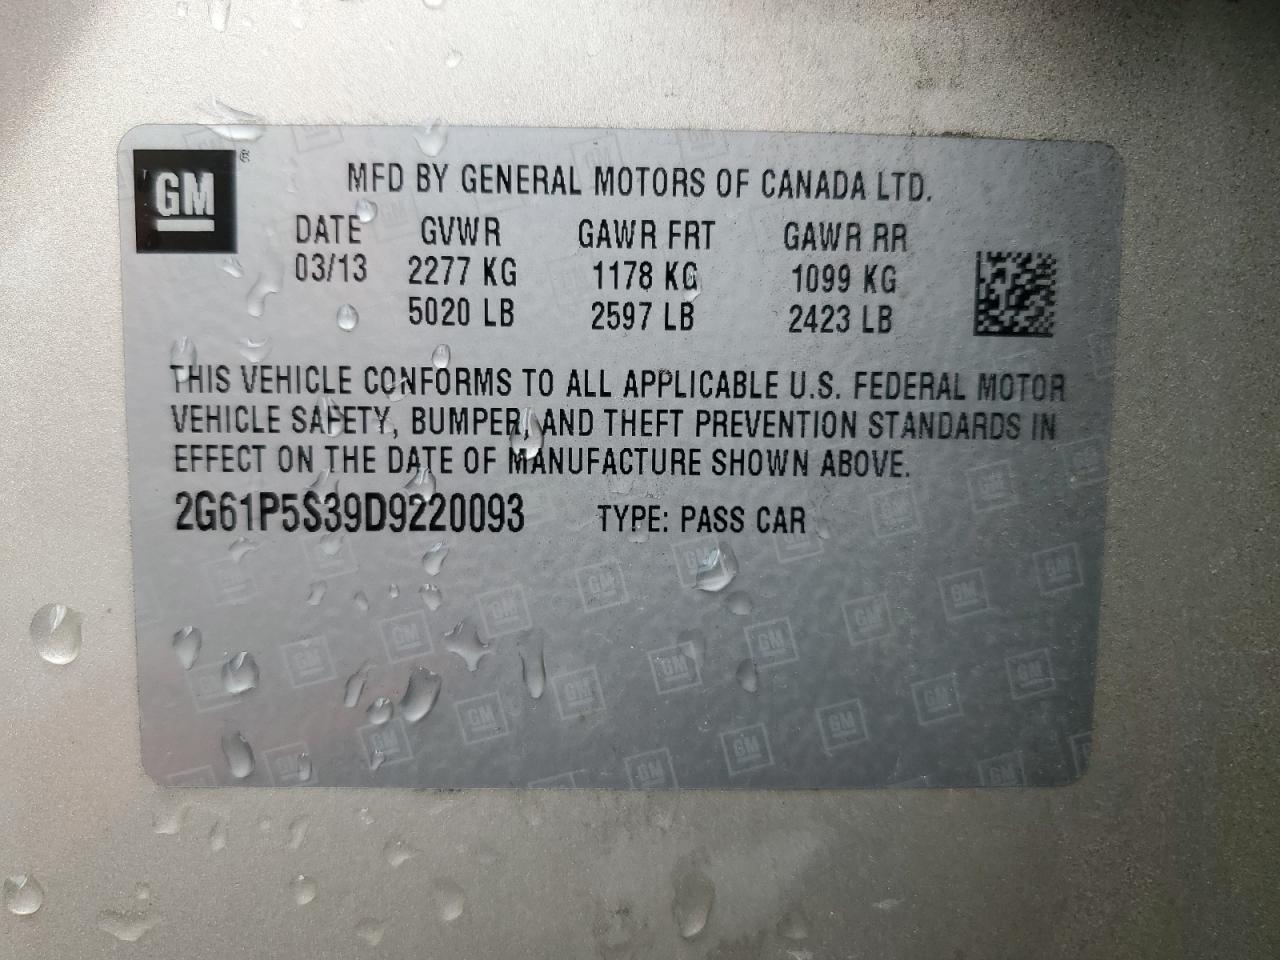 GM ®
MFD BY GENERAL MOTORS OF CANADA LTD.
DATE GVWR GAWR FRT GAWR RR
03/13 2277 KG 1178 KG 1099 KG
5020 LB 2597 LB 2423 LB
THIS VEHICLE CONFORMS TO ALL APPLICABLE U.S. FEDERAL MOTOR
VEHICLE SAFETY, BUMPER, AND THEFT PREVENTION STANDARDS IN
EFFECT ON THE DATE OF MANUFACTURE SHOWN ABOVE.
2G61P5S39D9220093 TYPE: PASS CAR